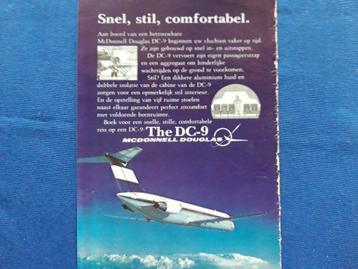 Snel, stil, comfortabel.
Aan boord van een betrouwbare
McDonnell Douglas DC-9 beginnen uw vluchten vaker op tijd.
Ze zijn gebouwd op snel in- en uitstappen.
De DC-9 vervoert zijn eigen passagierstrap
en een aggregaat om hinderlijke
wachttijden op de grond te voorkomen.
Stil? Een dikkere aluminium huid en
dubbele isolatie van de cabine van de DC-9
zorgen voor een opmerkelijk stil interieur.
En de opstelling van vijf ruime stoelen
naast elkaar garandeert perfect zitcomfort
met voldoende beenruimte.
Boek voor een snelle, stille, comfortabele
reis op een DC-9.
The DC-9
MCDONNELL DOUGLAS